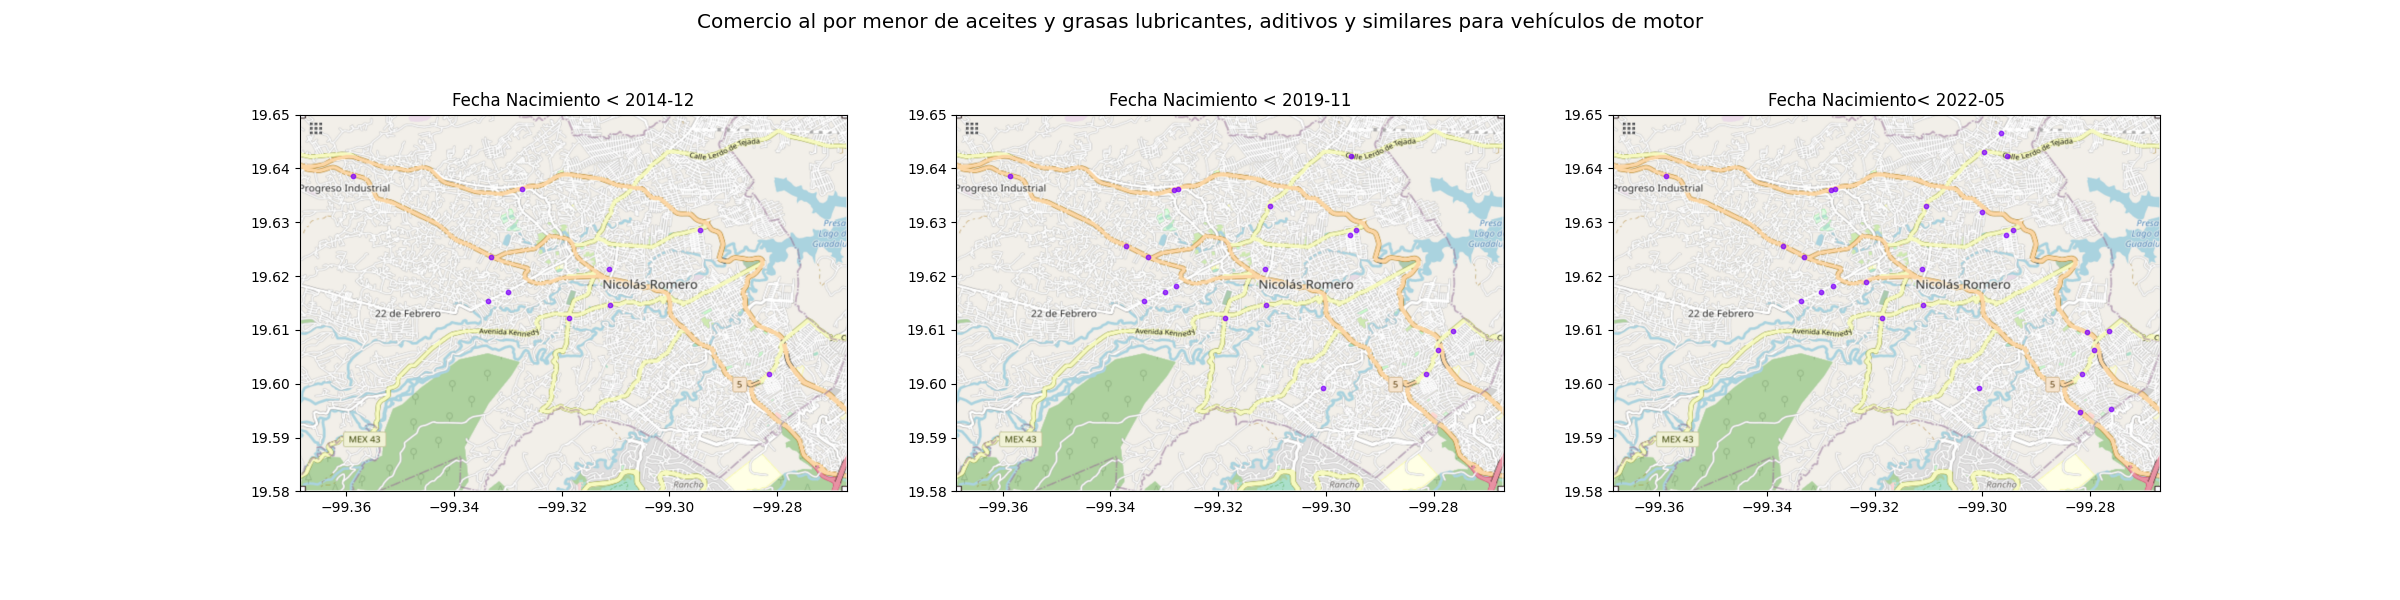 Comercio al por menor de aceites y grasas lubricantes, aditivos y similares para vehículos de motor
Fecha Nacimiento < 2014-12
19.65
19.64
19.63
19.62
19.61
19.60
19.59
19.58
−99.36
−99.34
−99.32
−99.30
−99.28
Calle Lerdo de Tejada
Progreso Industrial
Presa
Lago d
Guadalu
Nicolás Romero
22 de Febrero
Avenida Kennedy
5
MEX 43
Rancho
Fecha Nacimiento < 2019-11
19.65
19.64
19.63
19.62
19.61
19.60
19.59
19.58
−99.36
−99.34
−99.32
−99.30
−99.28
Calle Lerdo de Tejada
Progreso Industrial
Presa
Lago d
Guadalu
Nicolás Romero
22 de Febrero
Avenida Kennedy
5
MEX 43
Rancho
Fecha Nacimiento< 2022-05
19.65
19.64
19.63
19.62
19.61
19.60
19.59
19.58
−99.36
−99.34
−99.32
−99.30
−99.28
Calle Lerdo de Tejada
Progreso Industrial
Presa
Lago d
Guadalu
Nicolás Romero
22 de Febrero
Avenida Kennedy
5
MEX 43
Rancho